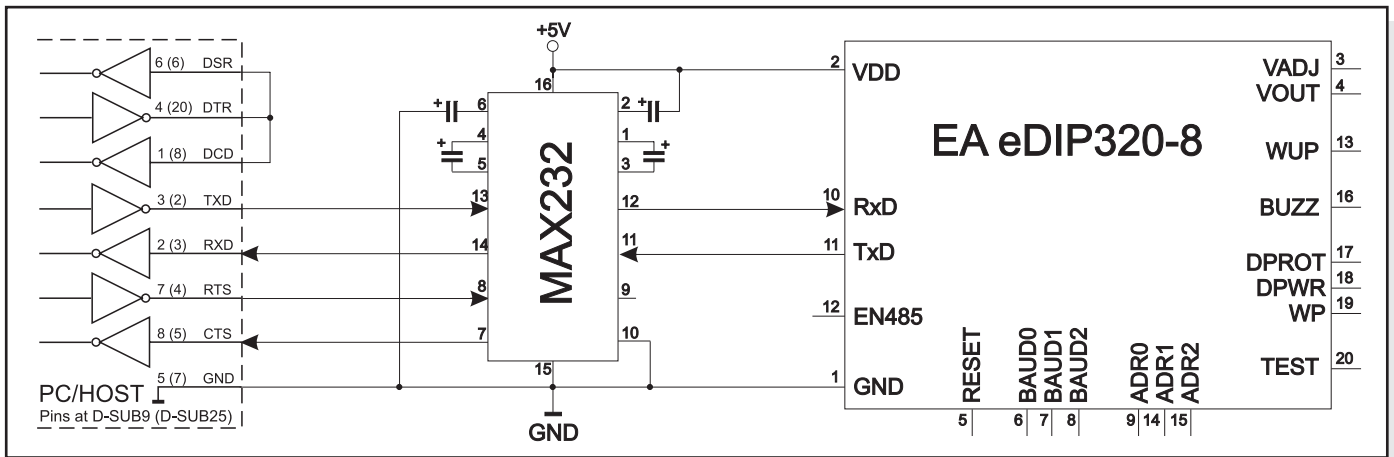 +5V
6 (6) DSR
4 (20) DTR
1 (8) DCD
3 (2) TXD
2 (3) RXD
7 (4) RTS
8 (5) CTS
5 (7) GND
PC/HOST
Pins at D-SUB9 (D-SUB25)
MAX232
16
+ 6
2 +
4
+
5
1
+
3
13
12
14
11
8
9
7
10
15
GND
EA eDIP320-8
2 VDD
10 RxD
11 TxD
12 EN485
1 GND
RESET 5
BAUD0 6
BAUD1 7
BAUD2 8
ADR0 9
ADR1 14
ADR2 15
VADJ 3
VOUT 4
WUP 13
BUZZ 16
DPROT 17
DPWR 18
WP 19
TEST 20